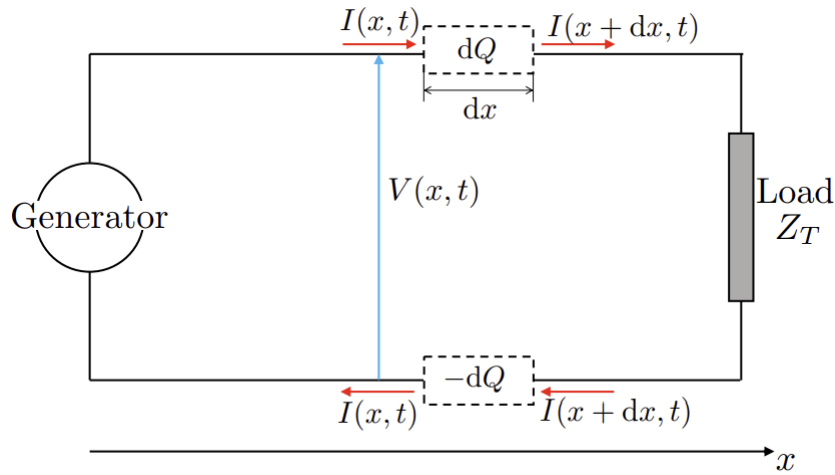 I(x, t)
I(x + dx, t)
dQ
dx
V(x, t)
Generator
Load
Z_T
−dQ
I(x, t)
I(x + dx, t)
x